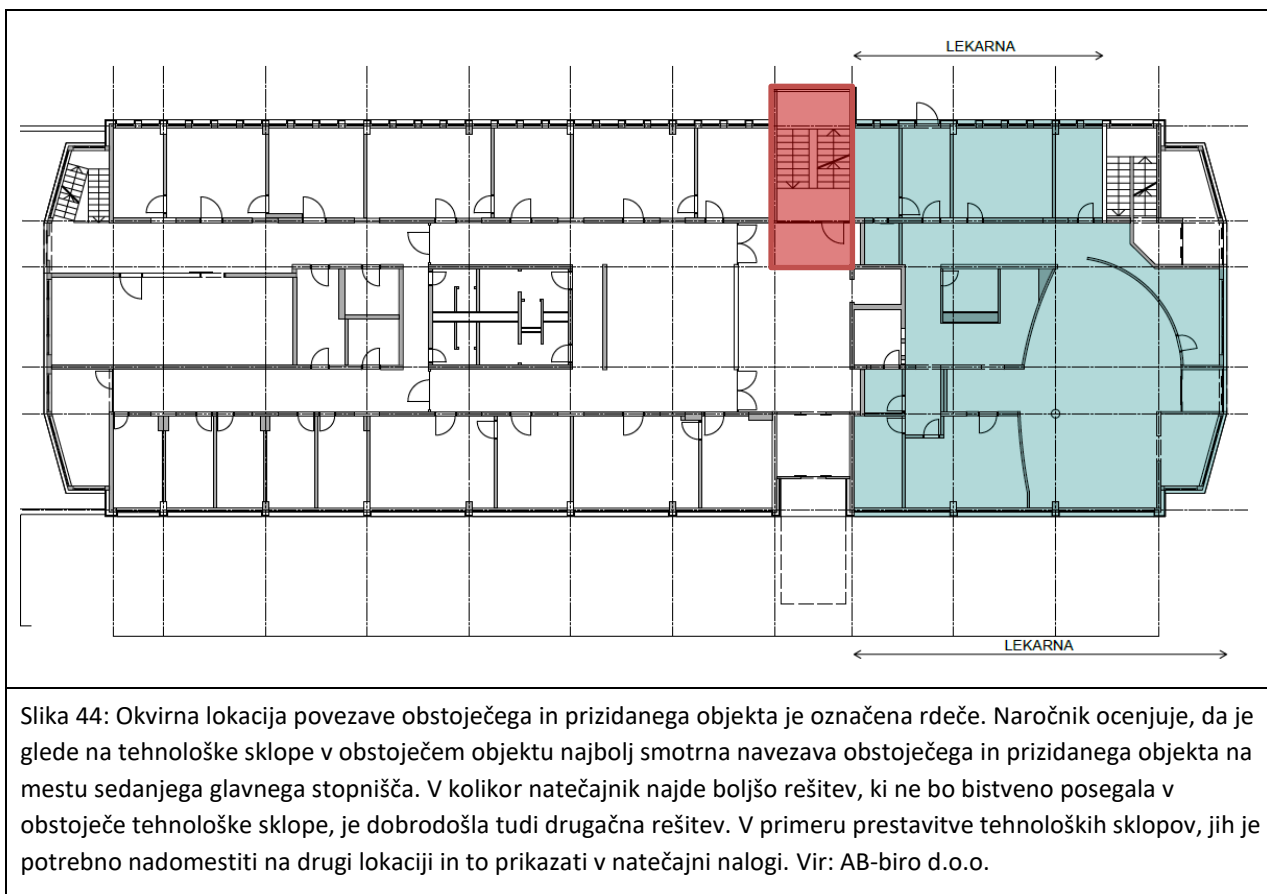 LEKARNA
LEKARNA
Slika 44: Okvirna lokacija povezave obstoječega in prizidanega objekta je označena rdeče. Naročnik ocenjuje, da je
glede na tehnološke sklope v obstoječem objektu najbolj smotrna navezava obstoječega in prizidanega objekta na
mestu sedanjega glavnega stopnišča. V kolikor natečajnik najde boljšo rešitev, ki ne bo bistveno posegala v
obstoječe tehnološke sklope, je dobrodošla tudi drugačna rešitev. V primeru prestavitve tehnoloških sklopov, jih je
potrebno nadomestiti na drugi lokaciji in to prikazati v natečajni nalogi. Vir: AB-biro d.o.o.